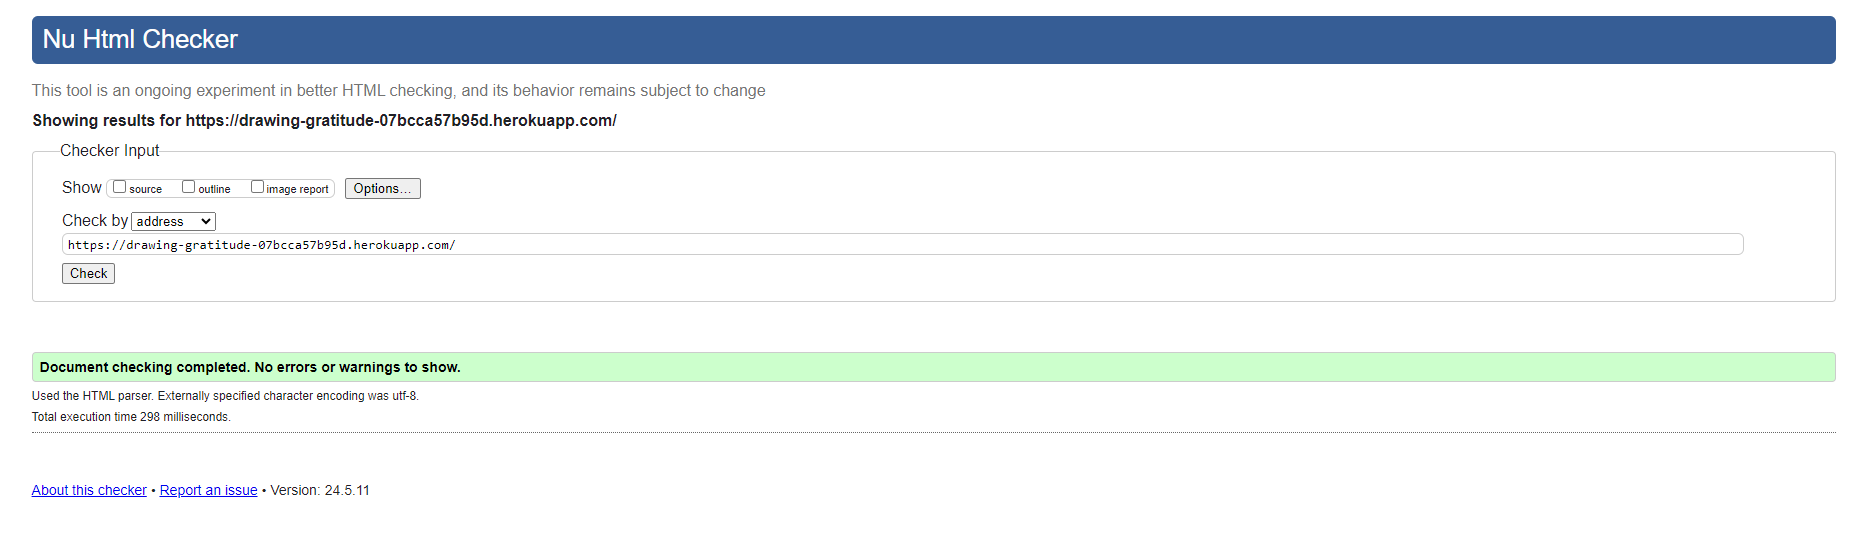 Nu Html Checker
This tool is an ongoing experiment in better HTML checking, and its behavior remains subject to change
Showing results for https://drawing-gratitude-07bcca57b95d.herokuapp.com/
Checker Input
Show source outline image report Options...
Check by address
https://drawing-gratitude-07bcca57b95d.herokuapp.com/
Check
Document checking completed. No errors or warnings to show.
Used the HTML parser. Externally specified character encoding was utf-8.
Total execution time 298 milliseconds.
About this checker • Report an issue • Version: 24.5.11